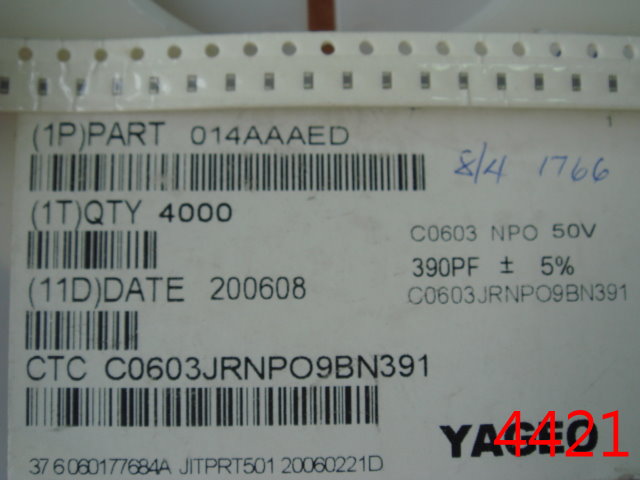 (1P)PART 014AAAED
8/4 1766
(1T)QTY 4000
C0603 NPO 50V
390PF ± 5%
(11D)DATE 200608
C0603JRNPO9BN391
CTC C0603JRNPO9BN391
YAGEO
4421
37 6 060177684A JITPRT501 20060221D